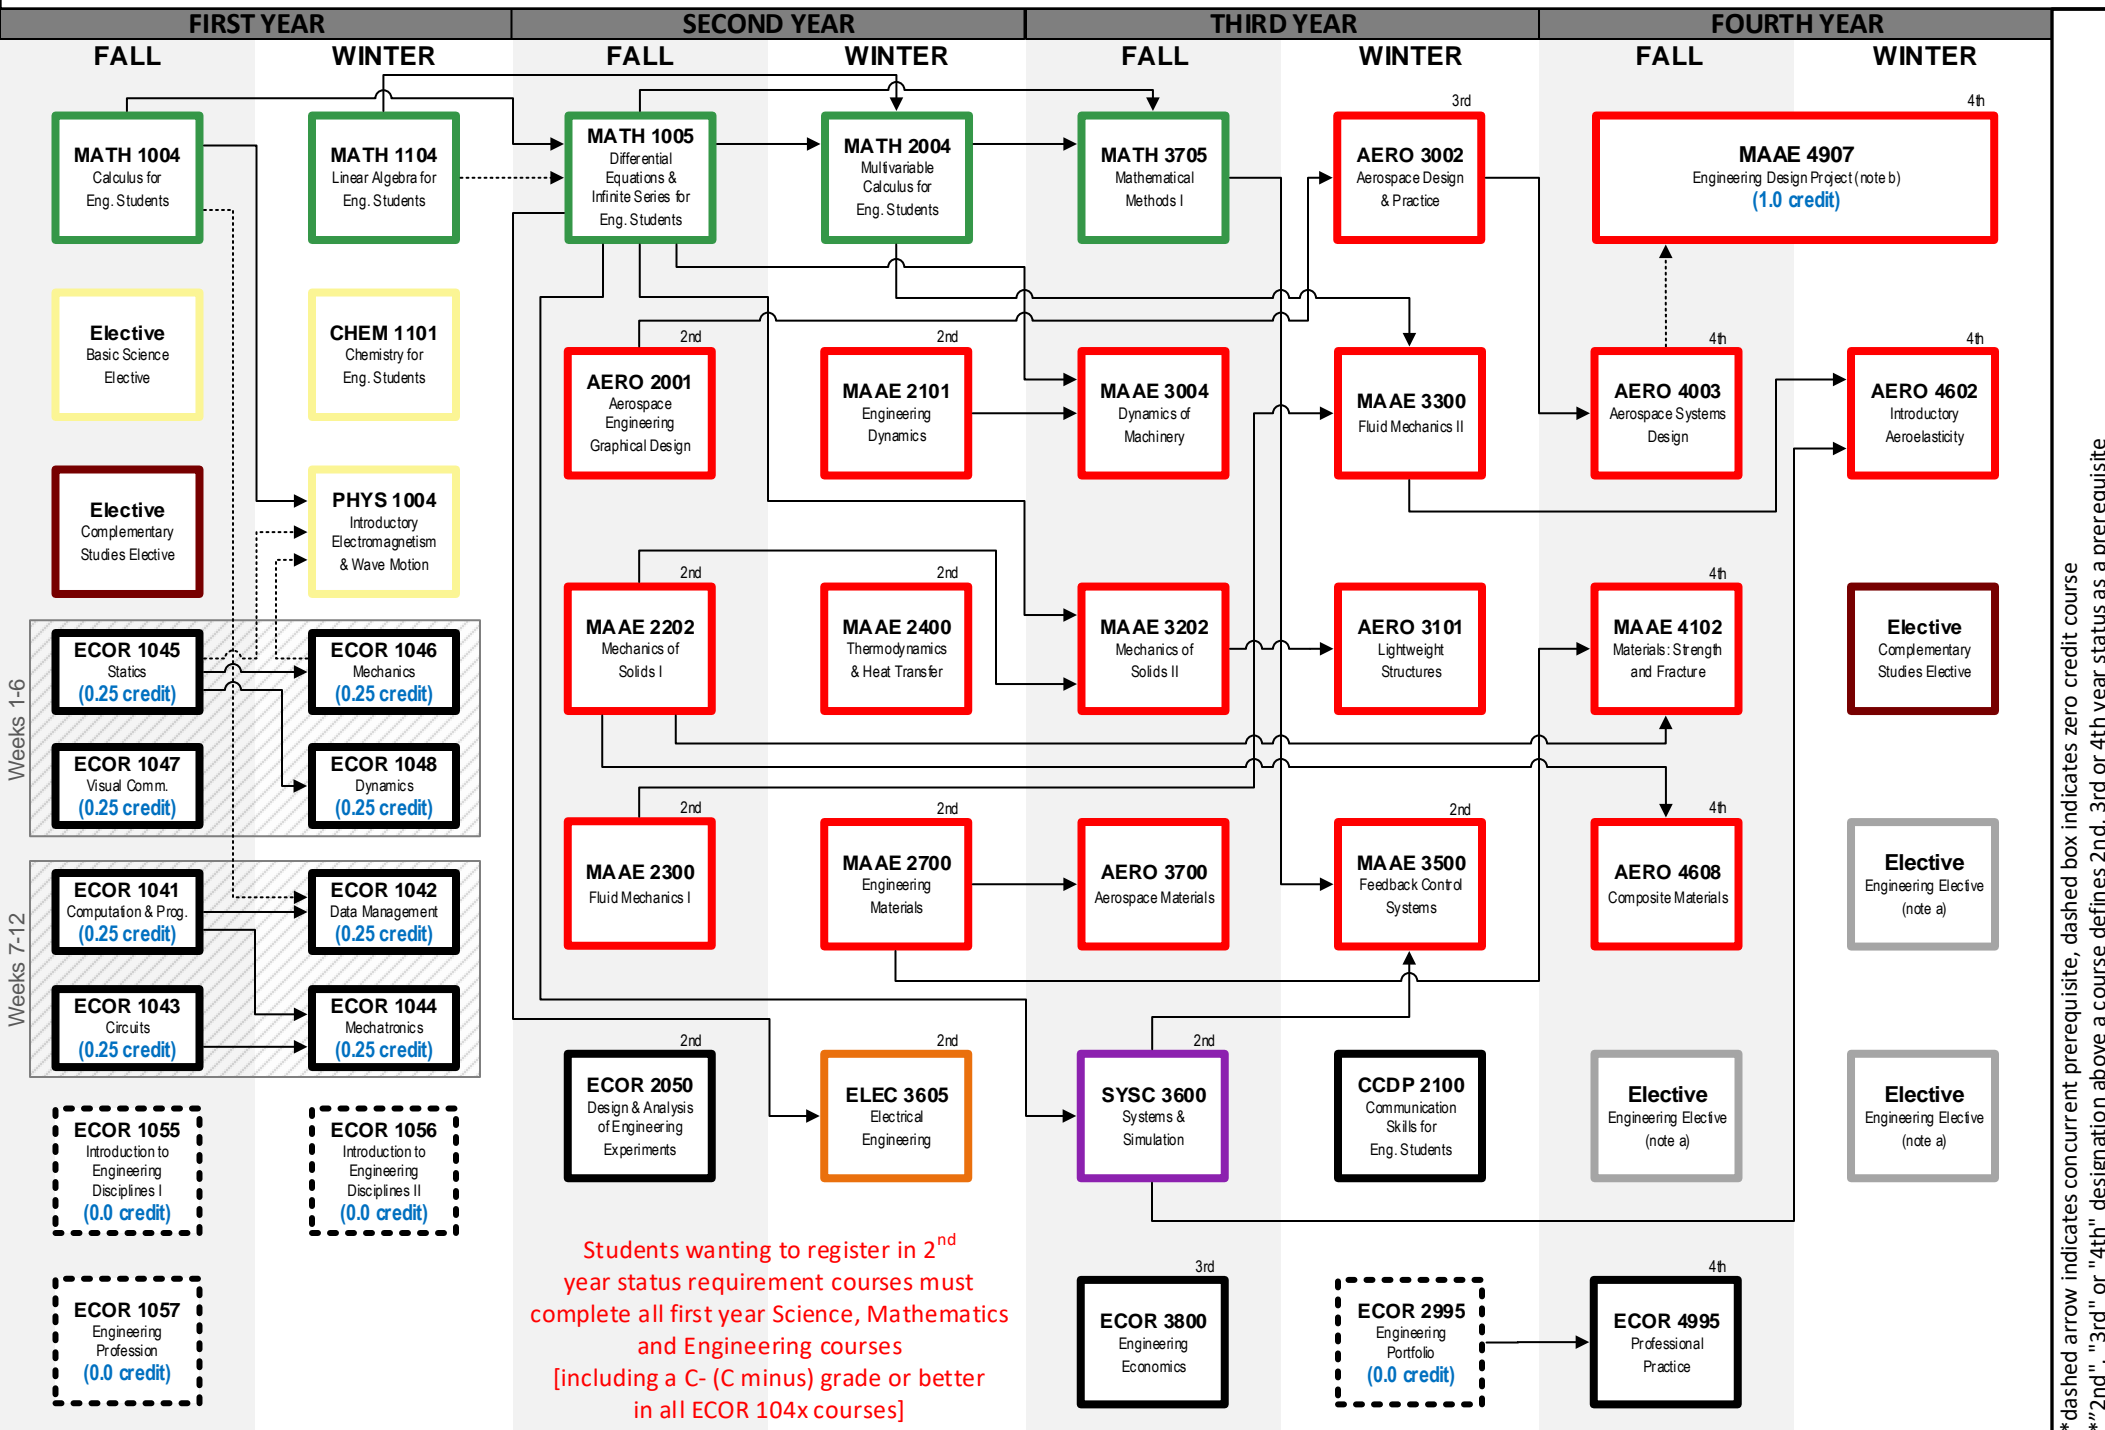 FIRST YEAR
SECOND YEAR
THIRD YEAR
FOURTH YEAR
FALL
WINTER
FALL
WINTER
FALL
WINTER
FALL
WINTER
MATH 1004
Calculus for
Eng. Students
MATH 1104
Linear Algebra for
Eng. Students
MATH 1005
Differential
Equations &
Infinite Series for
Eng. Students
MATH 2004
Multivariable
Calculus for
Eng. Students
MATH 3705
Mathematical
Methods I
3rd
AERO 3002
Aerospace Design
& Practice
4th
MAAE 4907
Engineering Design Project (note b)
(1.0 credit)
Elective
Basic Science
Elective
CHEM 1101
Chemistry for
Eng. Students
2nd
AERO 2001
Aerospace
Engineering
Graphical Design
2nd
MAAE 2101
Engineering
Dynamics
MAAE 3004
Dynamics of
Machinery
MAAE 3300
Fluid Mechanics II
4th
AERO 4003
Aerospace Systems
Design
4th
AERO 4602
Introductory
Aeroelasticity
Elective
Complementary
Studies Elective
PHYS 1004
Introductory
Electromagnetism
& Wave Motion
2nd
MAAE 2202
Mechanics of
Solids I
2nd
MAAE 2400
Thermodynamics
& Heat Transfer
MAAE 3202
Mechanics of
Solids II
AERO 3101
Lightweight
Structures
4th
MAAE 4102
Materials: Strength
and Fracture
Elective
Complementary
Studies Elective
Weeks 1-6
ECOR 1045
Statics
(0.25 credit)
ECOR 1046
Mechanics
(0.25 credit)
ECOR 1047
Visual Comm.
(0.25 credit)
ECOR 1048
Dynamics
(0.25 credit)
2nd
MAAE 2300
Fluid Mechanics I
2nd
MAAE 2700
Engineering
Materials
AERO 3700
Aerospace Materials
2nd
MAAE 3500
Feedback Control
Systems
4th
AERO 4608
Composite Materials
Elective
Engineering Elective
(note a)
Weeks 7-12
ECOR 1041
Computation & Prog.
(0.25 credit)
ECOR 1042
Data Management
(0.25 credit)
ECOR 1043
Circuits
(0.25 credit)
ECOR 1044
Mechatronics
(0.25 credit)
2nd
ECOR 2050
Design & Analysis
of Engineering
Experiments
2nd
ELEC 3605
Electrical
Engineering
2nd
SYSC 3600
Systems &
Simulation
CCDP 2100
Communication
Skills for
Eng. Students
Elective
Engineering Elective
(note a)
Elective
Engineering Elective
(note a)
ECOR 1055
Introduction to
Engineering
Disciplines I
(0.0 credit)
ECOR 1056
Introduction to
Engineering
Disciplines II
(0.0 credit)
ECOR 1057
Engineering
Profession
(0.0 credit)
Students wanting to register in 2nd
year status requirement courses must
complete all first year Science, Mathematics
and Engineering courses
[including a C- (C minus) grade or better
in all ECOR 104x courses]
3rd
ECOR 3800
Engineering
Economics
ECOR 2995
Engineering
Portfolio
(0.0 credit)
4th
ECOR 4995
Professional
Practice
*dashed arrow indicates concurrent prerequisite, dashed box indicates zero credit course
*"2nd", "3rd" or "4th" designation above a course defines 2nd, 3rd or 4th year status as a prerequisite